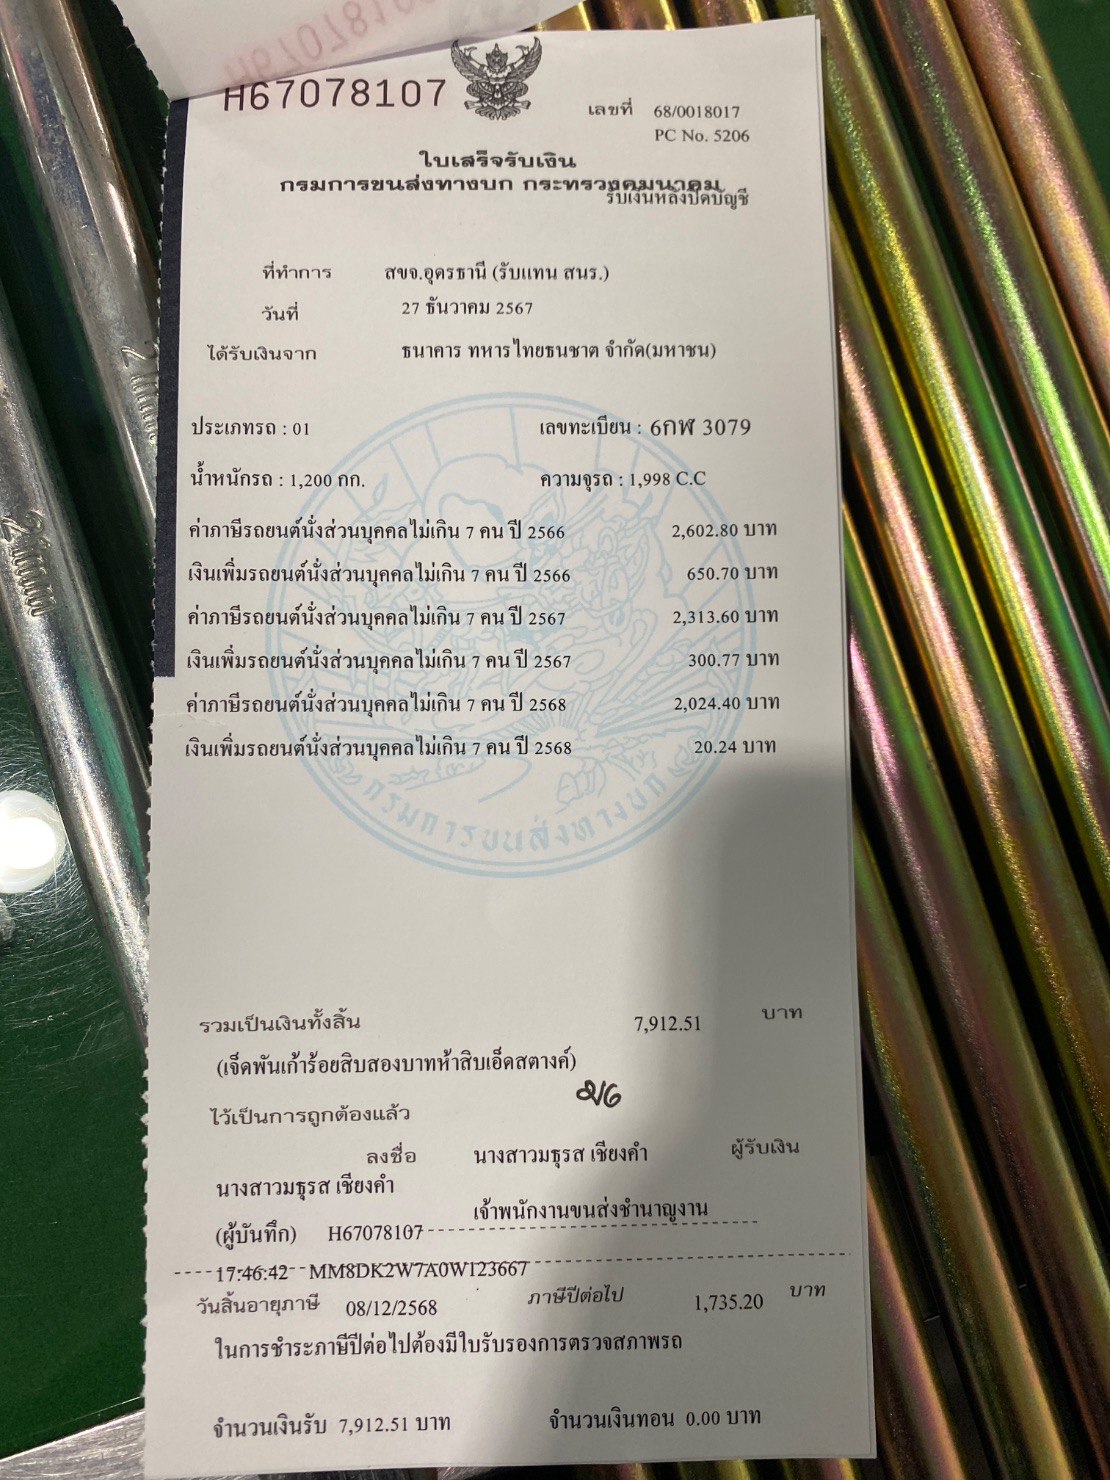 H67078107
เลขที่ 68/0018017
PC No. 5206
ใบเสร็จรับเงิน
กรมการขนส่งทางบก กระทรวงคมนาคม
รับเงินหลังปิดบัญชี
ที่ทำการ สขจ.อุดรธานี (รับแทน สนร.)
วันที่ 27 ธันวาคม 2567
ได้รับเงินจาก ธนาคาร ทหารไทยธนชาต จำกัด(มหาชน)
ประเภทรถ : 01 เลขทะเบียน : 6กฬ 3079
น้ำหนักรถ : 1,200 กก. ความจุรถ : 1,998 C.C
ค่าภาษีรถยนต์นั่งส่วนบุคคลไม่เกิน 7 คน ปี 2566 2,602.80 บาท
เงินเพิ่มรถยนต์นั่งส่วนบุคคลไม่เกิน 7 คน ปี 2566 650.70 บาท
ค่าภาษีรถยนต์นั่งส่วนบุคคลไม่เกิน 7 คน ปี 2567 2,313.60 บาท
เงินเพิ่มรถยนต์นั่งส่วนบุคคลไม่เกิน 7 คน ปี 2567 300.77 บาท
ค่าภาษีรถยนต์นั่งส่วนบุคคลไม่เกิน 7 คน ปี 2568 2,024.40 บาท
เงินเพิ่มรถยนต์นั่งส่วนบุคคลไม่เกิน 7 คน ปี 2568 20.24 บาท
กรมการขนส่งทางบก
รวมเป็นเงินทั้งสิ้น 7,912.51 บาท
(เจ็ดพันเก้าร้อยสิบสองบาทห้าสิบเอ็ดสตางค์)
ไว้เป็นการถูกต้องแล้ว
ลงชื่อ นางสาวมธุรส เชียงคำ ผู้รับเงิน
นางสาวมธุรส เชียงคำ
เจ้าพนักงานขนส่งชำนาญงาน
(ผู้บันทึก) H67078107
17:46:42 MM8DK2W7A0W123667
วันสิ้นอายุภาษี 08/12/2568 ภาษีปีต่อไป 1,735.20 บาท
ในการชำระภาษีปีต่อไปต้องมีใบรับรองการตรวจสภาพรถ
จำนวนเงินรับ 7,912.51 บาท จำนวนเงินทอน 0.00 บาท